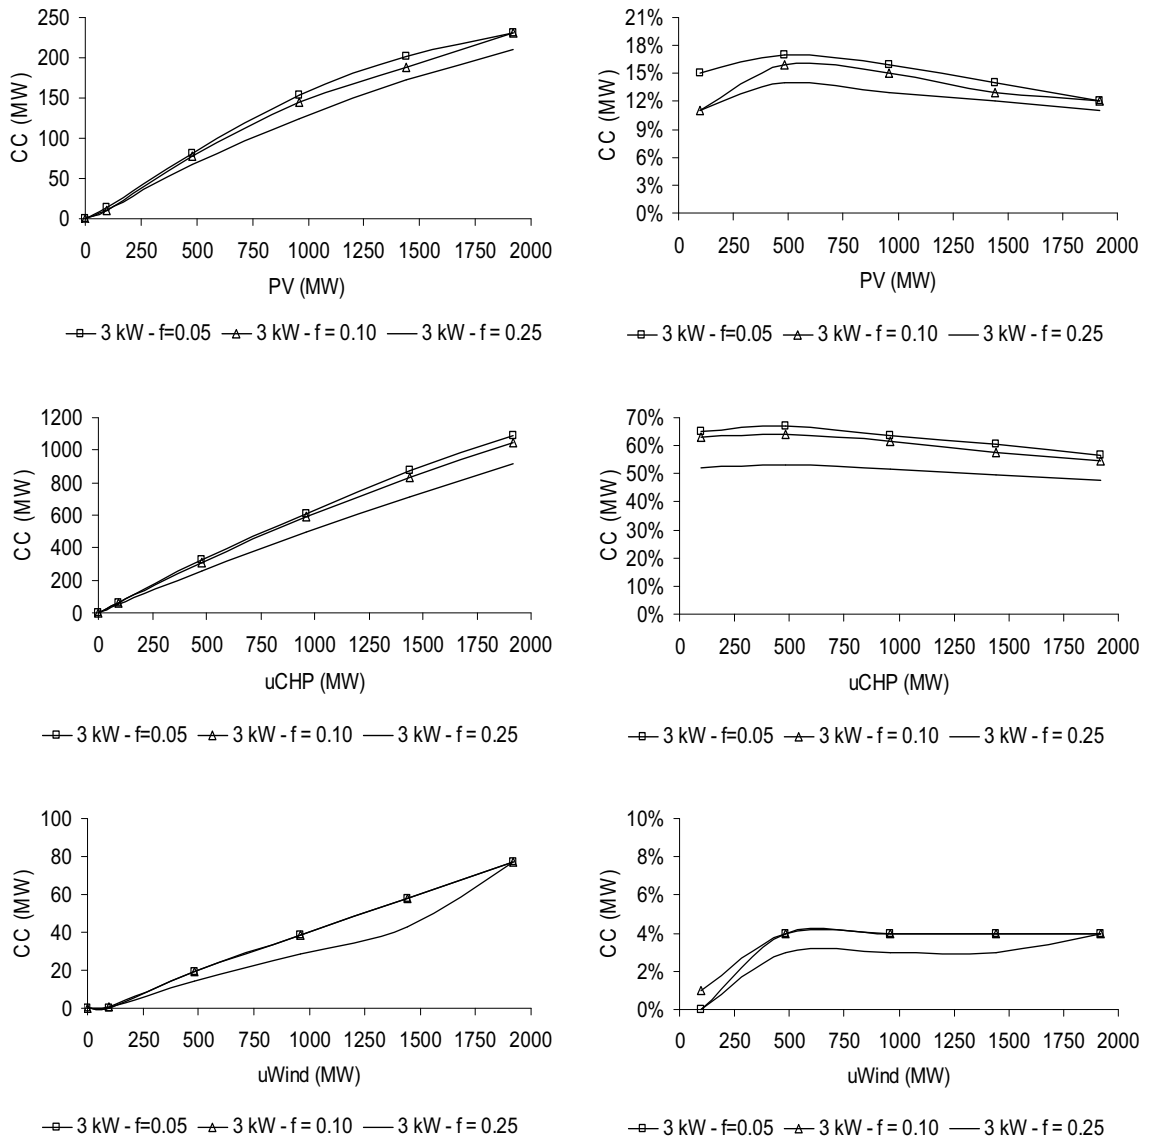 250
200
150
100
50
0
CC (MW)
0 250 500 750 1000 1250 1500 1750 2000
PV (MW)
3 kW - f=0.05 3 kW - f = 0.10 3 kW - f = 0.25
21%
18%
15%
12%
9%
6%
3%
0%
CC (MW)
0 250 500 750 1000 1250 1500 1750 2000
PV (MW)
3 kW - f=0.05 3 kW - f = 0.10 3 kW - f = 0.25
1200
1000
800
600
400
200
0
CC (MW)
0 250 500 750 1000 1250 1500 1750 2000
uCHP (MW)
3 kW - f=0.05 3 kW - f = 0.10 3 kW - f = 0.25
70%
60%
50%
40%
30%
20%
10%
0%
CC (MW)
0 250 500 750 1000 1250 1500 1750 2000
uCHP (MW)
3 kW - f=0.05 3 kW - f = 0.10 3 kW - f = 0.25
100
80
60
40
20
0
CC (MW)
0 250 500 750 1000 1250 1500 1750 2000
uWind (MW)
3 kW - f=0.05 3 kW - f = 0.10 3 kW - f = 0.25
10%
8%
6%
4%
2%
0%
CC (MW)
0 250 500 750 1000 1250 1500 1750 2000
uWind (MW)
3 kW - f=0.05 3 kW - f = 0.10 3 kW - f = 0.25